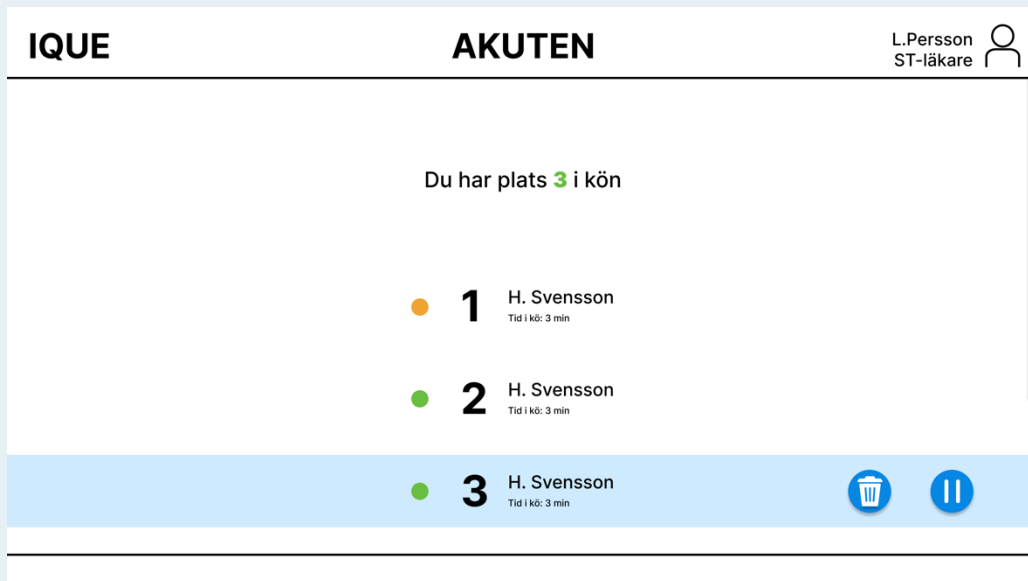 IQUE
AKUTEN
L.Persson
ST-läkare
Du har plats 3 i kön
1
H. Svensson
Tid i kö: 3 min
2
H. Svensson
Tid i kö: 3 min
3
H. Svensson
Tid i kö: 3 min